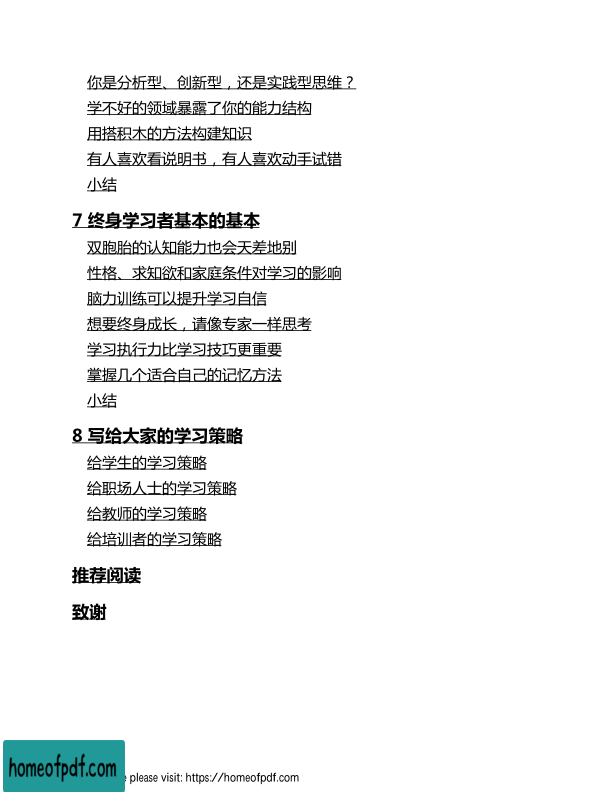 你是分析型、创新型，还是实践型思维？
学不好的领域暴露了你的能力结构
用搭积木的方法构建知识
有人喜欢看说明书，有人喜欢动手试错
小结
7 终身学习者基本的基本
双胞胎的认知能力也会天差地别
性格、求知欲和家庭条件对学习的影响
脑力训练可以提升学习自信
想要终身成长，请像专家一样思考
学习执行力比学习技巧更重要
掌握几个适合自己的记忆方法
小结
8 写给大家的学习策略
给学生的学习策略
给职场人士的学习策略
给教师的学习策略
给培训者的学习策略
推荐阅读
致谢
homeofpdf.com
e please visit: https://homeofpdf.com